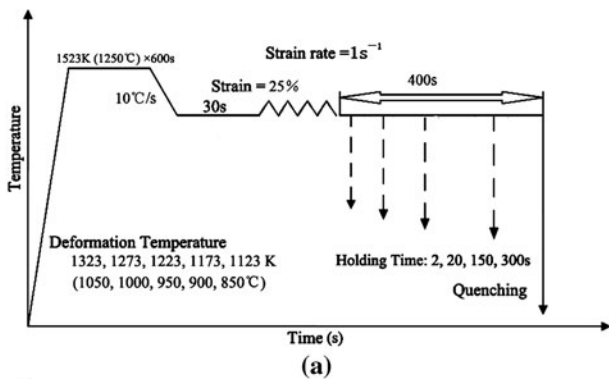 1523K (1250℃) ×600s
Strain rate =1s⁻¹
Strain = 25%
400s
10℃/s
30s
Temperature
Deformation Temperature
1323, 1273, 1223, 1173, 1123 K
(1050, 1000, 950, 900, 850℃)
Holding Time: 2, 20, 150, 300s
Quenching
Time (s)
(a)